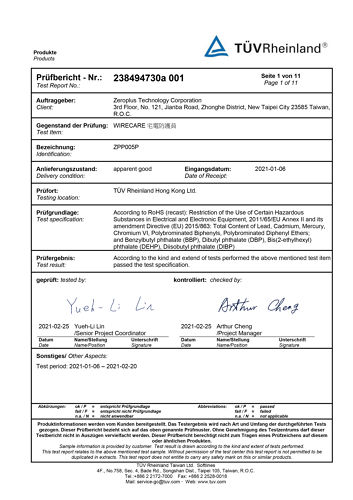 Produkte
Products
TÜVRheinland®
Prüfbericht - Nr.: 238494730a 001 Seite 1 von 11
Test Report No.: Page 1 of 11
Auftraggeber: Zeroplus Technology Corporation
Client: 3rd Floor, No. 121, Jianba Road, Zhonghe District, New Taipei City 23585 Taiwan,
R.O.C.
Gegenstand der Prüfung: WIRECARE 宅電防護員
Test item:
Bezeichnung: ZPP005P
Identification:
Anlieferungszustand: apparent good Eingangsdatum: 2021-01-06
Delivery condition: Date of Receipt:
Prüfort: TÜV Rheinland Hong Kong Ltd.
Testing location:
Prüfgrundlage: According to RoHS (recast): Restriction of the Use of Certain Hazardous
Test specification: Substances in Electrical and Electronic Equipment, 2011/65/EU Annex II and its
amendment Directive (EU) 2015/863: Total Content of Lead, Cadmium, Mercury,
Chromium VI, Polybrominated Biphenyls, Polybrominated Diphenyl Ethers;
and Benzylbutyl phthalate (BBP), Dibutyl phthalate (DBP), Bis(2-ethylhexyl)
phthalate (DEHP), Diisobutyl phthalate (DIBP)
Prüfergebnis: According to the kind and extent of tests performed the above mentioned test item
Test result: passed the test specification.
geprüft: tested by: kontrolliert: checked by:
Yueh-Li Lin Arthur Cheng
2021-02-25 Yueh-Li Lin 2021-02-25 Arthur Cheng
/Senior Project Coordinator /Project Manager
Datum Name/Stellung Unterschrift Datum Name/Stellung Unterschrift
Date Name/Position Signature Date Name/Position Signature
Sonstiges/ Other Aspects:
Test period: 2021-01-06 – 2021-02-20
Abkürzungen: ok / P = entspricht Prüfgrundlage Abbreviations: ok / P = passed
fail / F = entspricht nicht Prüfgrundlage fail / F = failed
n.a. / N = nicht anwendbar n.a. / N = not applicable
Produktinformationen werden vom Kunden bereitgestellt. Das Testergebnis wird nach Art und Umfang der durchgeführten Tests
gezogen. Dieser Prüfbericht bezieht sich auf das oben genannte Prüfmuster. Ohne Genehmigung des Testzentrums darf dieser
Testbericht nicht in Auszügen vervielfacht werden. Dieser Prüfbericht berechtigt nicht zum Tragen eines Prüfzeichens auf diesem
oder ähnlichen Produkten.
Sample information is provided by customer. Test result is drawn according to the kind and extent of tests performed.
This test report relates to the above mentioned test sample. Without permission of the test center this test report is not permitted to be
duplicated in extracts. This test report does not entitle to carry any safety mark on this or similar products.
TÜV Rheinland Taiwan Ltd. Softlines
4F., No.758, Sec. 4, Bade Rd., Songshan Dist., Taipei 105, Taiwan, R.O.C.
Tel.:+886 2 2172-7000 Fax: +886 2 2528-0018
Mail: service-gc@tuv.com · Web: www.tuv.com